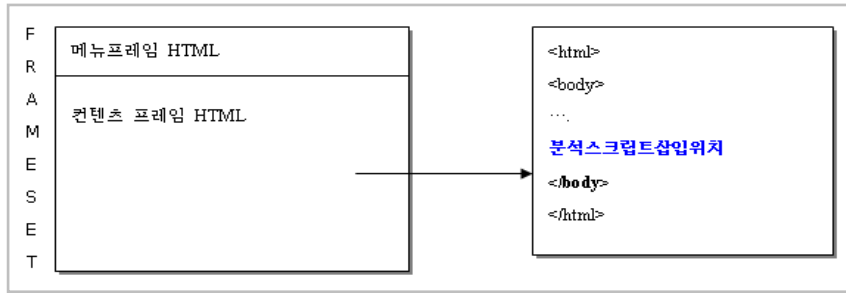 F
R
A
M
E
S
E
T
메뉴프레임 HTML
컨텐츠 프레임 HTML
<html>
<body>
….
분석스크립트삽입위치
</body>
</html>